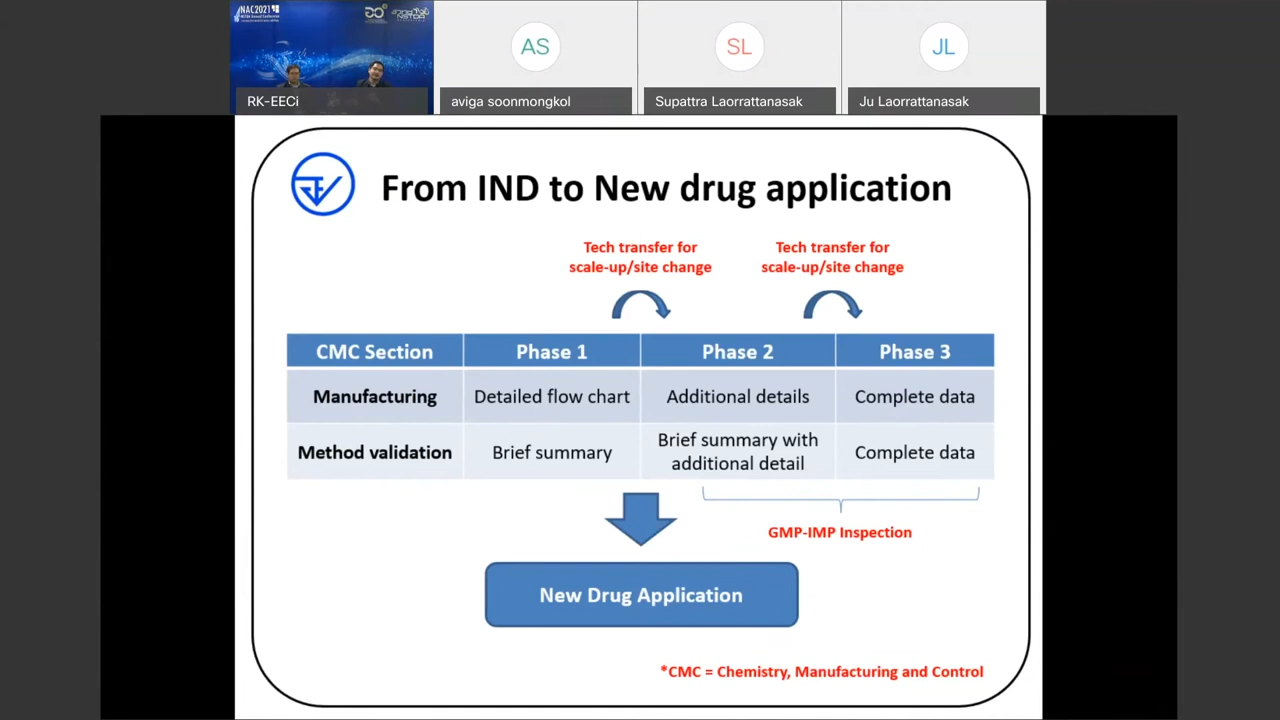 NAC2021
NSTDA Annual Conference
RK-EECi
AS
aviga soonmongkol
SL
Supattra Laorrattanasak
JL
Ju Laorrattanasak
From IND to New drug application
Tech transfer for
scale-up/site change
Tech transfer for
scale-up/site change
CMC Section Phase 1 Phase 2 Phase 3
Manufacturing Detailed flow chart Additional details Complete data
Method validation Brief summary Brief summary with additional detail Complete data
GMP-IMP Inspection
New Drug Application
*CMC = Chemistry, Manufacturing and Control